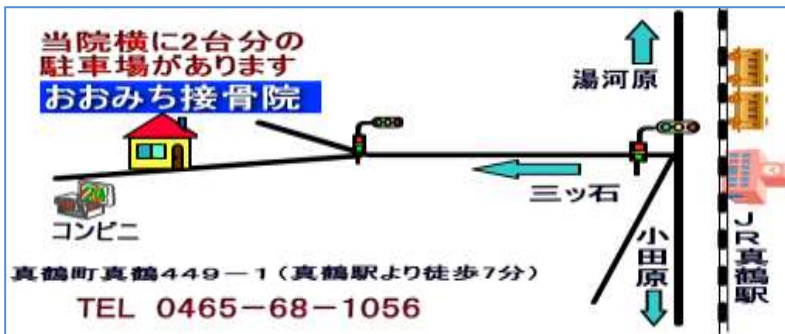 当院横に2台分の
駐車場があります
おおみち接骨院
湯河原
三ッ石
コンビニ
24
小田原
JR真鶴駅
真鶴町真鶴449−1(真鶴駅より徒歩7分)
TEL 0465−68−1056